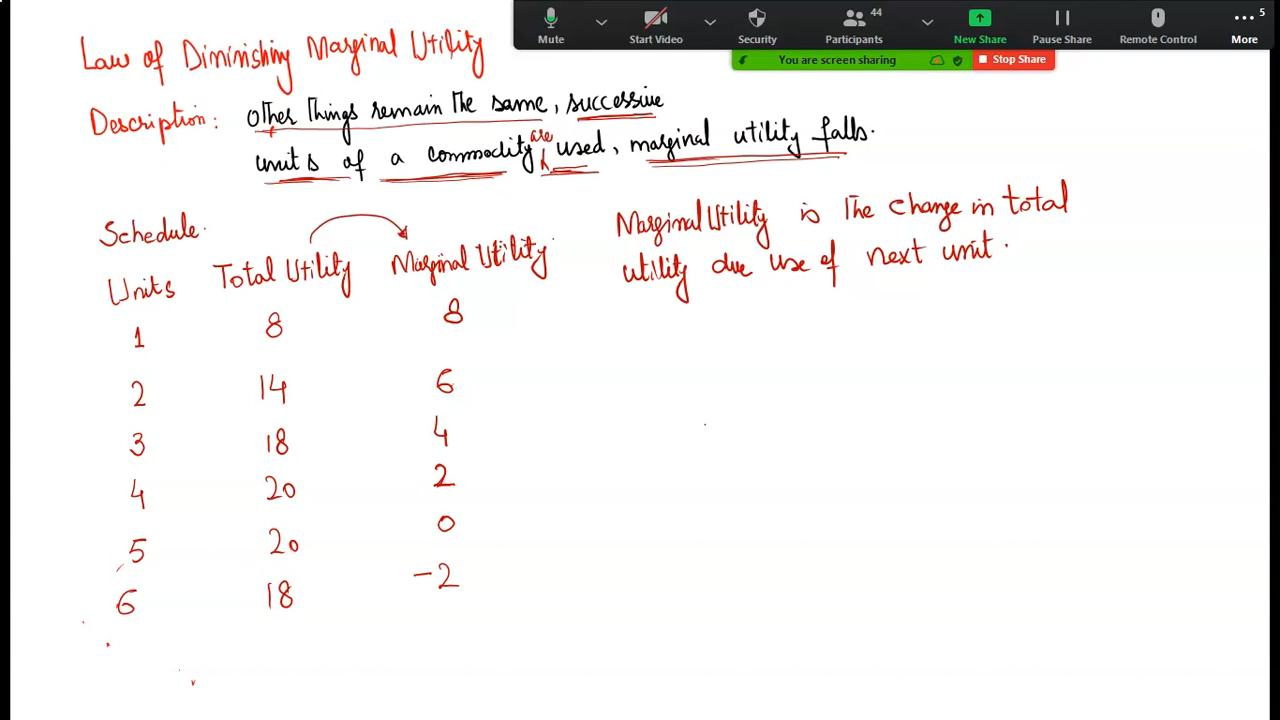 Mute
Start Video
Security
44
Participants
New Share
Pause Share
Remote Control
5
More
You are screen sharing
Stop Share
Law of Diminishing Marginal Utility
Description: Other Things remain The same, successive
units of a commodity are used, marginal utility falls.
Schedule.
Marginal Utility is The change in total
utility due use of next unit.
Units Total Utility Marginal Utility
1 8 8
2 14 6
3 18 4
4 20 2
5 20 0
6 18 -2